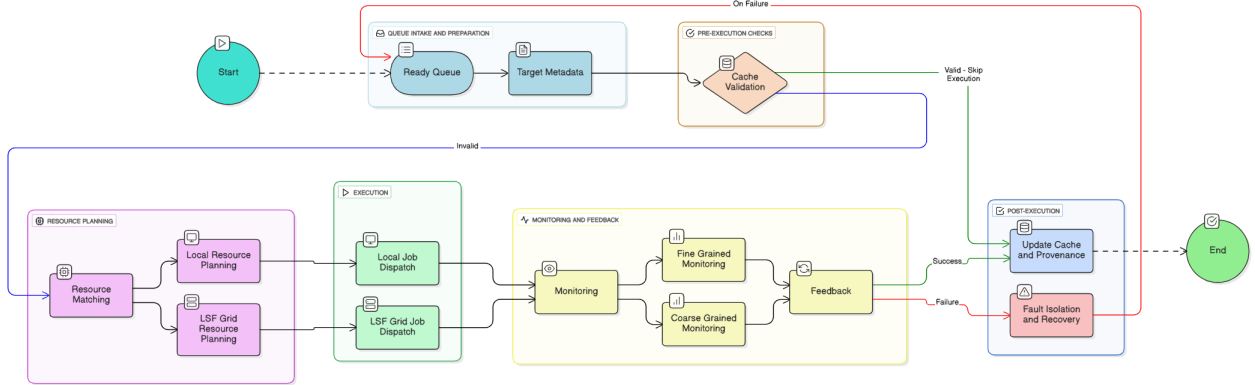 On Failure
QUEUE INTAKE AND PREPARATION
PRE-EXECUTION CHECKS
Start
Ready Queue
Target Metadata
Cache
Validation
Valid - Skip
Execution
Invalid
RESOURCE PLANNING
EXECUTION
MONITORING AND FEEDBACK
POST-EXECUTION
Resource
Matching
Local Resource
Planning
LSF Grid
Resource
Planning
Local Job
Dispatch
LSF Grid Job
Dispatch
Monitoring
Fine Grained
Monitoring
Coarse Grained
Monitoring
Feedback
Success
Failure
Update Cache
and Provenance
Fault Isolation
and Recovery
End